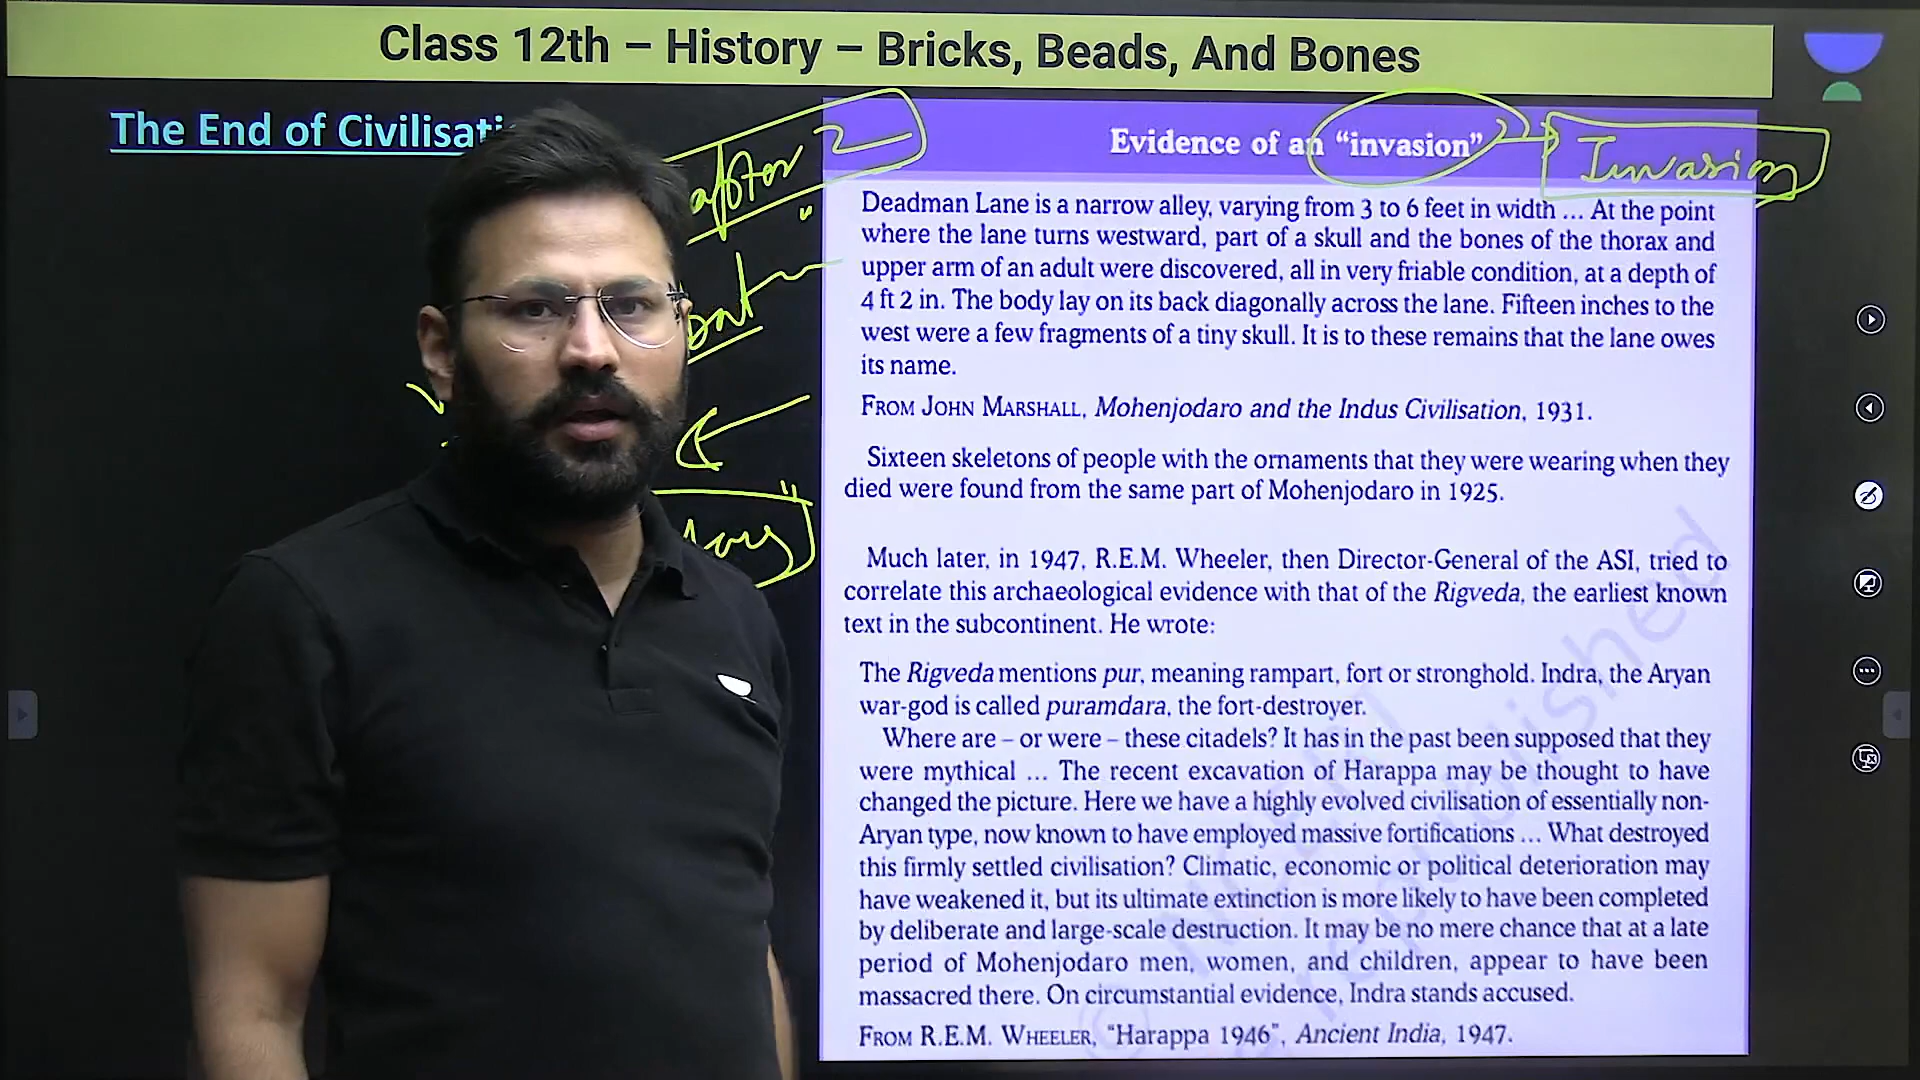 Class 12th – History – Bricks, Beads, And Bones
The End of Civilisati
Evidence of an “invasion”
Invasion
2
Deadman Lane is a narrow alley, varying from 3 to 6 feet in width ... At the point
where the lane turns westward, part of a skull and the bones of the thorax and
upper arm of an adult were discovered, all in very friable condition, at a depth of
4 ft 2 in. The body lay on its back diagonally across the lane. Fifteen inches to the
west were a few fragments of a tiny skull. It is to these remains that the lane owes
its name.
FROM JOHN MARSHALL, Mohenjodaro and the Indus Civilisation, 1931.
Sixteen skeletons of people with the ornaments that they were wearing when they
died were found from the same part of Mohenjodaro in 1925.
Much later, in 1947, R.E.M. Wheeler, then Director-General of the ASI, tried to
correlate this archaeological evidence with that of the Rigveda, the earliest known
text in the subcontinent. He wrote:
The Rigveda mentions pur, meaning rampart, fort or stronghold. Indra, the Aryan
war-god is called puramdara, the fort-destroyer.
Where are – or were – these citadels? It has in the past been supposed that they
were mythical ... The recent excavation of Harappa may be thought to have
changed the picture. Here we have a highly evolved civilisation of essentially non-
Aryan type, now known to have employed massive fortifications ... What destroyed
this firmly settled civilisation? Climatic, economic or political deterioration may
have weakened it, but its ultimate extinction is more likely to have been completed
by deliberate and large-scale destruction. It may be no mere chance that at a late
period of Mohenjodaro men, women, and children, appear to have been
massacred there. On circumstantial evidence, Indra stands accused.
FROM R.E.M. WHEELER, “Harappa 1946”, Ancient India, 1947.